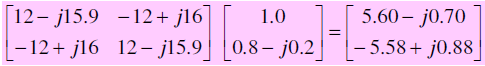 [12 − j15.9   −12 + j16] [1.0] = [5.60 − j0.70]
[−12 + j16   12 − j15.9] [0.8 − j0.2] [− 5.58 + j0.88]